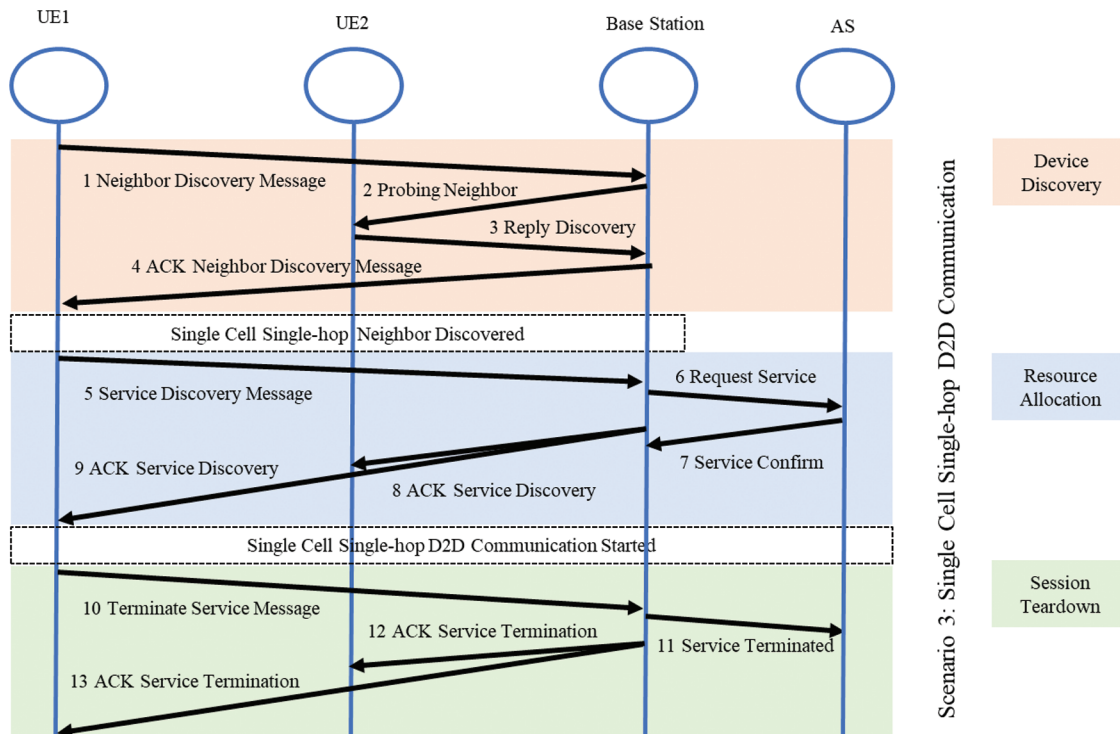 UE1
UE2
Base Station
AS
1 Neighbor Discovery Message
2 Probing Neighbor
3 Reply Discovery
4 ACK Neighbor Discovery Message
Single Cell Single-hop Neighbor Discovered
5 Service Discovery Message
6 Request Service
7 Service Confirm
9 ACK Service Discovery
8 ACK Service Discovery
Single Cell Single-hop D2D Communication Started
10 Terminate Service Message
12 ACK Service Termination
11 Service Terminated
13 ACK Service Termination
Scenario 3: Single Cell Single-hop D2D Communication
Device
Discovery
Resource
Allocation
Session
Teardown